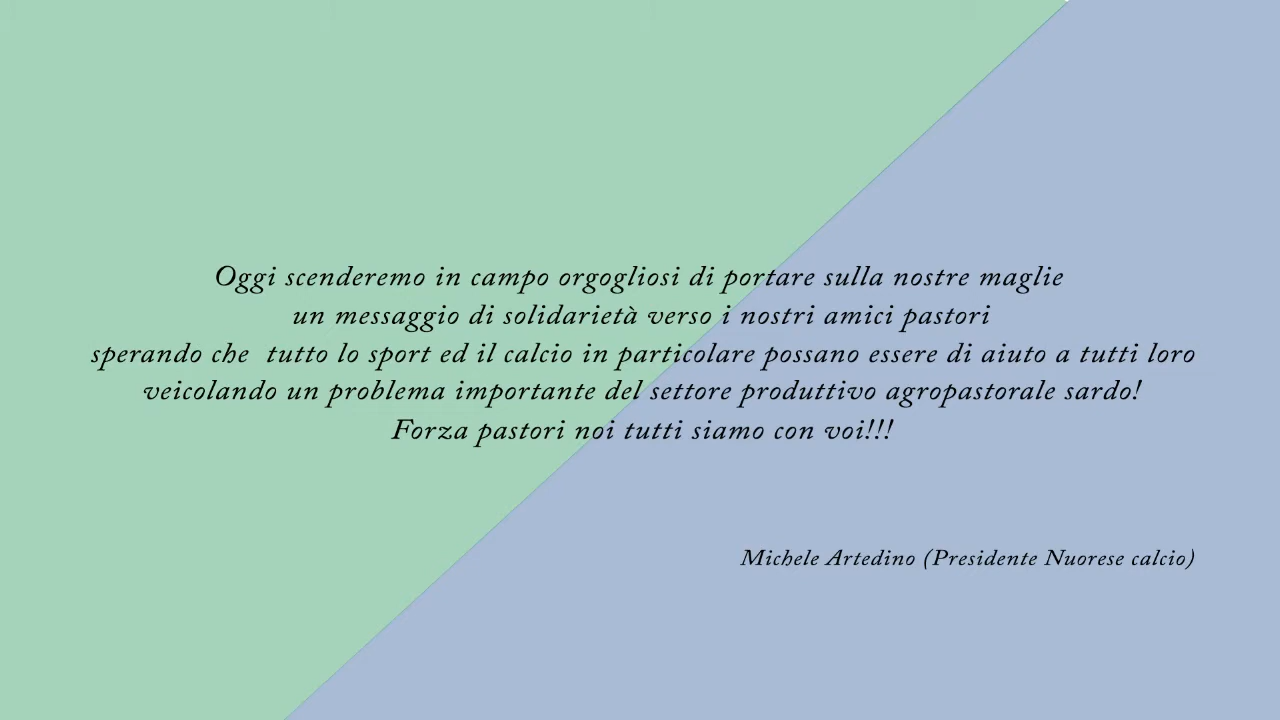 Oggi scenderemo in campo orgogliosi di portare sulla nostre maglie
un messaggio di solidarietà verso i nostri amici pastori
sperando che  tutto lo sport ed il calcio in particolare possano essere di aiuto a tutti loro
veicolando un problema importante del settore produttivo agropastorale sardo!
Forza pastori noi tutti siamo con voi!!!
Michele Artedino (Presidente Nuorese calcio)